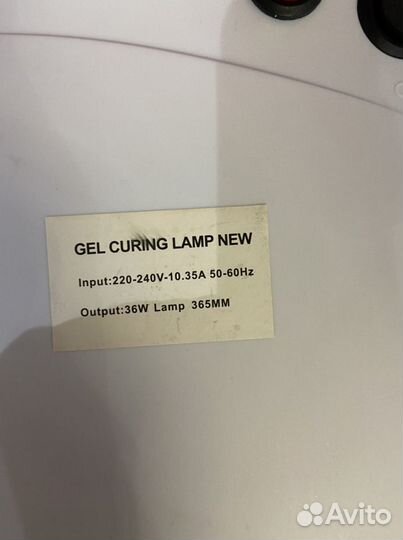 GEL CURING LAMP NEW
Input:220-240V-10.35A 50-60Hz
Output:36W Lamp 365MM
Avito